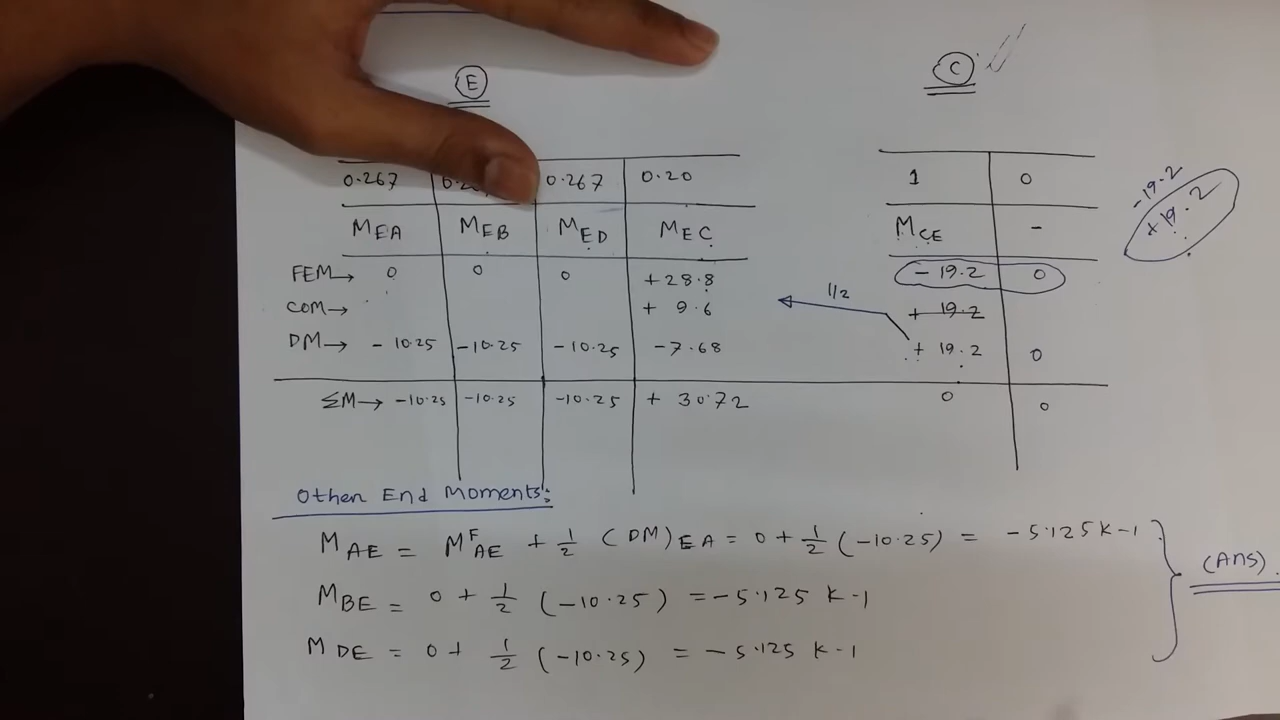 E C
0.267 0.267 0.20 1 0
MEA MEB MED MEC MCE -
FEM→ 0 0 0 +28.8 - 19.2 0
COM→ + 9.6 1/2 + 19.2
DM→ - 10.25 -10.25 - 10.25 -7.68 + 19.2 0
ΣM→ -10.25 -10.25 -10.25 + 30.72 0 0
-19.2
+19.2
Other End Moments:
MAE = M^F AE + 1/2 (DM)EA = 0 + 1/2 (-10.25) = -5.125 K-1
MBE = 0 + 1/2 (-10.25) = -5.125 K-1
MDE = 0 + 1/2 (-10.25) = -5.125 K-1
(Ans).